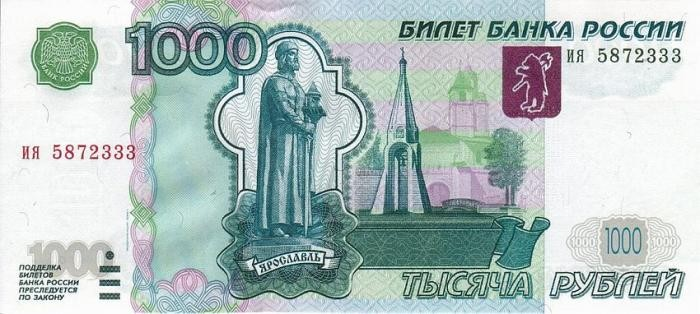 1000
БИЛЕТ БАНКА РОССИИ
ия 5872333
БАНК РОССИИ
ия 5872333
1000
ЯРОСЛАВЛЬ
1000
ПОДДЕЛКА
БИЛЕТОВ
БАНКА РОССИИ
ПРЕСЛЕДУЕТСЯ
ПО ЗАКОНУ
ТЫСЯЧА РУБЛЕЙ